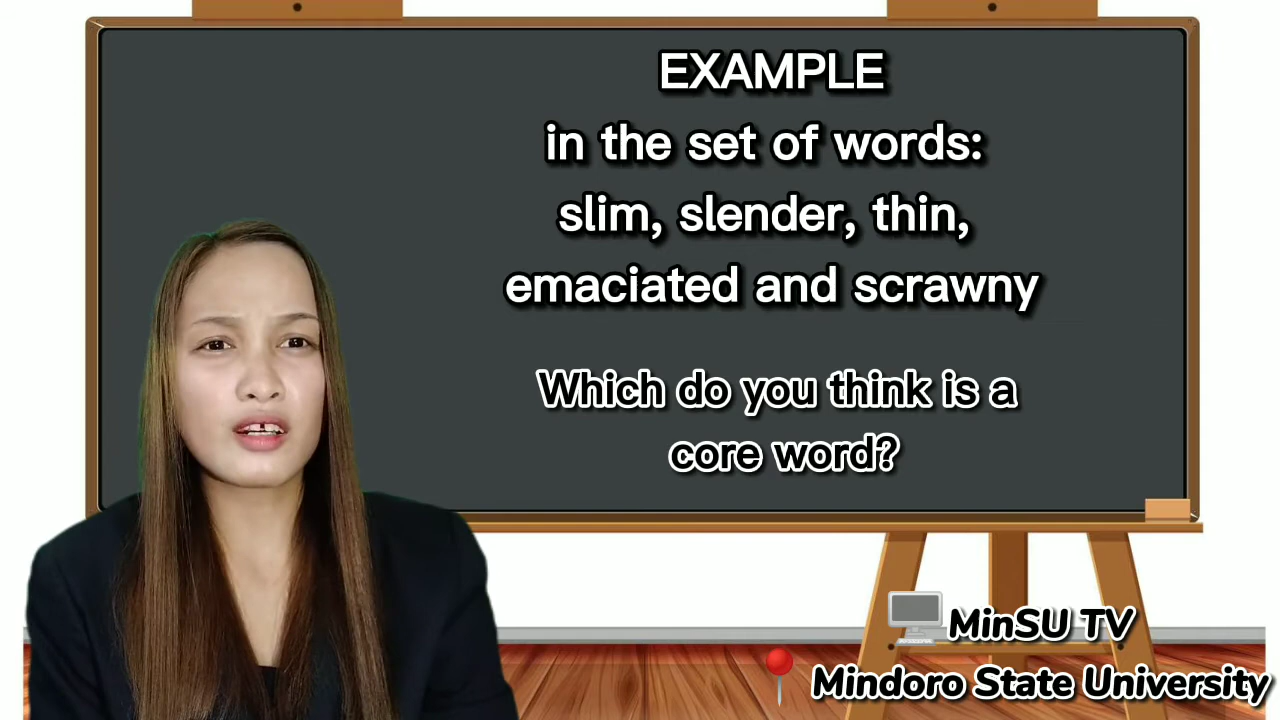 EXAMPLE
in the set of words:
slim, slender, thin,
emaciated and scrawny
Which do you think is a
core word?
MinSU TV
Mindoro State University